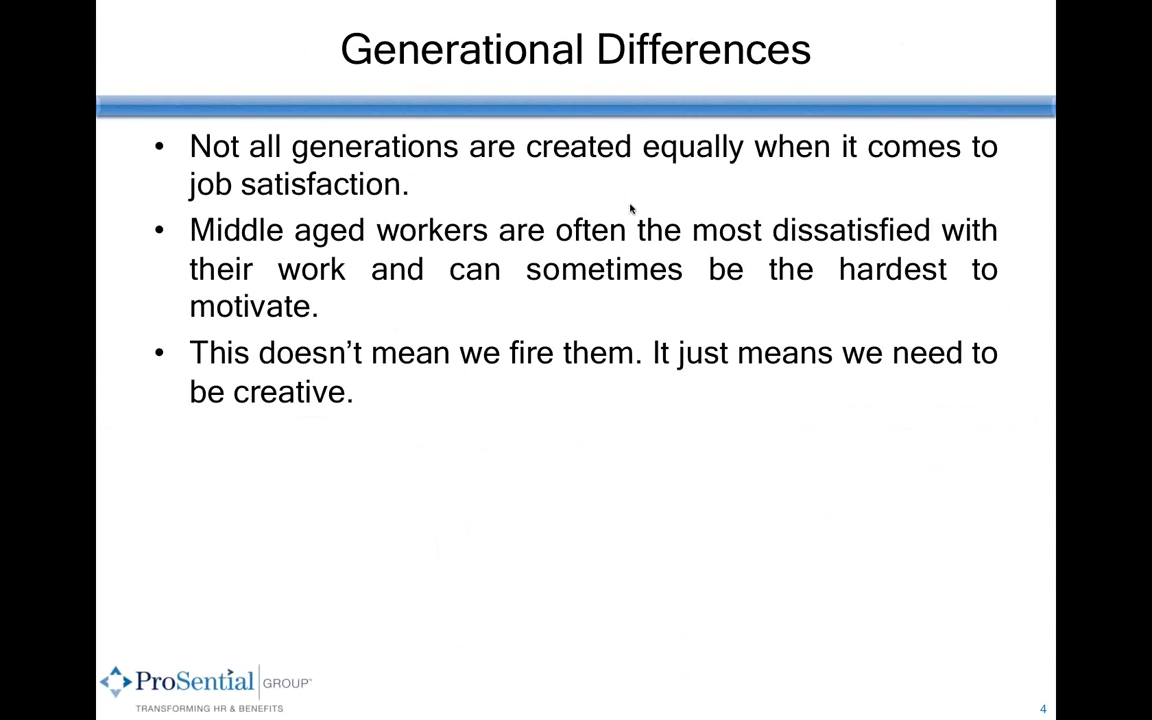 Generational Differences
• Not all generations are created equally when it comes to
job satisfaction.
• Middle aged workers are often the most dissatisfied with
their work and can sometimes be the hardest to
motivate.
• This doesn’t mean we fire them. It just means we need to
be creative.
ProSential GROUP™
TRANSFORMING HR & BENEFITS
4